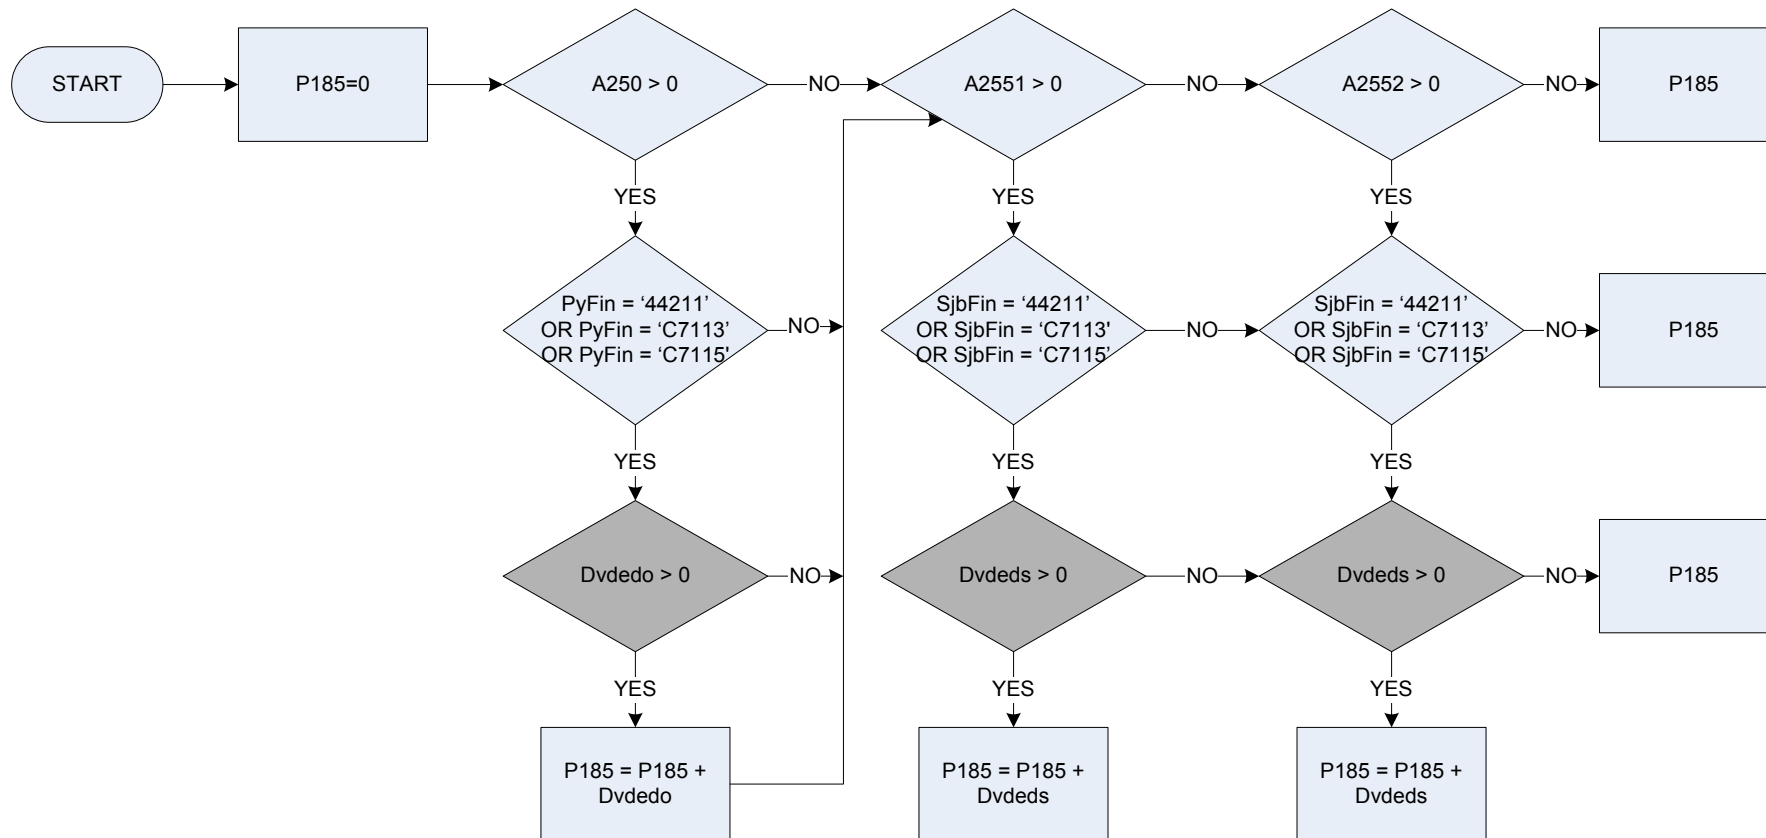 START
P185=0
A250 > 0
NO
A2551 > 0
NO
A2552 > 0
NO
P185
YES
YES
YES
PyFin = ‘44211’
OR PyFin = ‘C7113’
OR PyFin = ‘C7115'
NO
SjbFin = ‘44211’
OR SjbFin = ‘C7113'
OR SjbFin = ‘C7115’
NO
SjbFin = ‘44211’
OR SjbFin = ‘C7113’
OR SjbFin = ‘C7115'
NO
P185
YES
YES
YES
Dvdedo > 0
NO
Dvdeds > 0
NO
Dvdeds > 0
NO
P185
YES
YES
YES
P185 = P185 +
Dvdedo
P185 = P185 +
Dvdeds
P185 = P185 +
Dvdeds